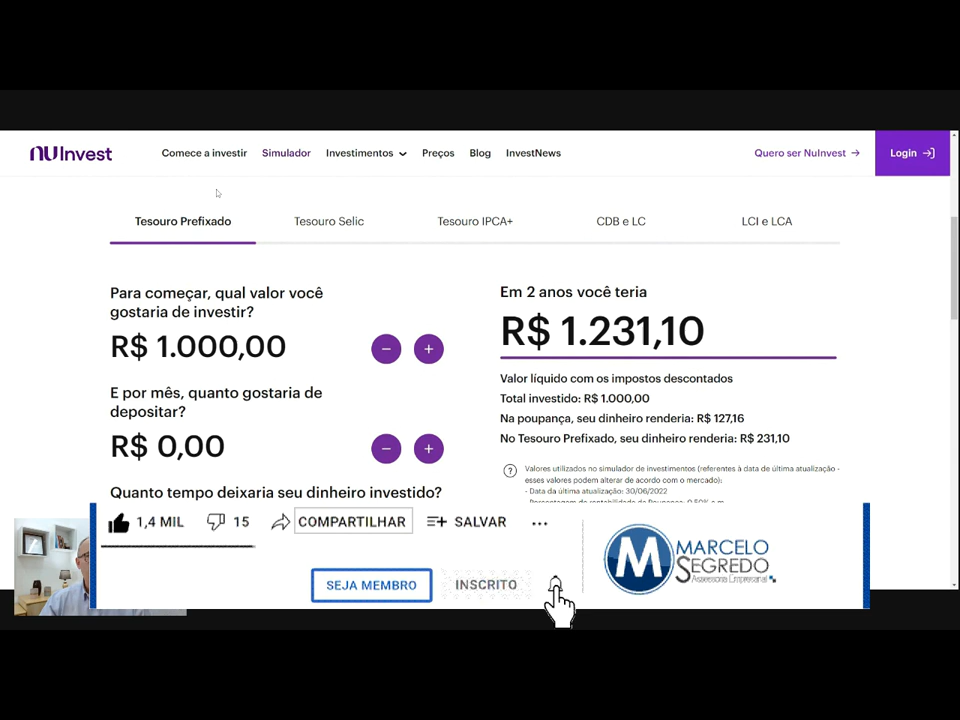 nuInvest
Comece a investir
Simulador
Investimentos
Preços
Blog
InvestNews
Quero ser NuInvest →
Login
Tesouro Prefixado
Tesouro Selic
Tesouro IPCA+
CDB e LC
LCI e LCA
Para começar, qual valor você
gostaria de investir?
R$ 1.000,00
E por mês, quanto gostaria de
depositar?
R$ 0,00
Quanto tempo deixaria seu dinheiro investido?
Em 2 anos você teria
R$ 1.231,10
Valor líquido com os impostos descontados
Total investido: R$ 1.000,00
Na poupança, seu dinheiro renderia: R$ 127,16
No Tesouro Prefixado, seu dinheiro renderia: R$ 231,10
Valores utilizados no simulador de investimentos (referentes à data de última atualização -
esses valores podem alterar de acordo com o mercado):
- Data da última atualização: 30/06/2022
1,4 MIL
15
COMPARTILHAR
SALVAR
SEJA MEMBRO
INSCRITO
M
MARCELO
SEGREDO
Assessoria Empresarial